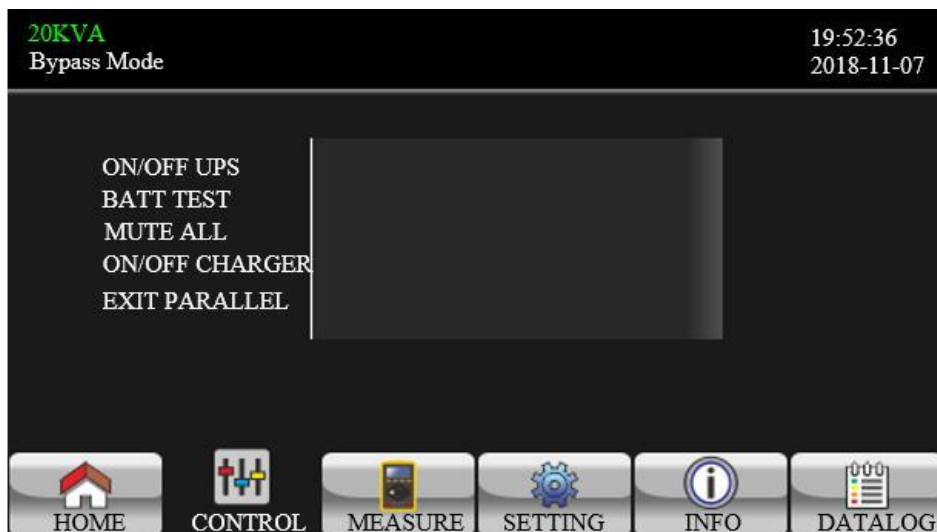 20KVA
Bypass Mode
19:52:36
2018-11-07
ON/OFF UPS
BATT TEST
MUTE ALL
ON/OFF CHARGER
EXIT PARALLEL
HOME
CONTROL
MEASURE
SETTING
INFO
DATALOG